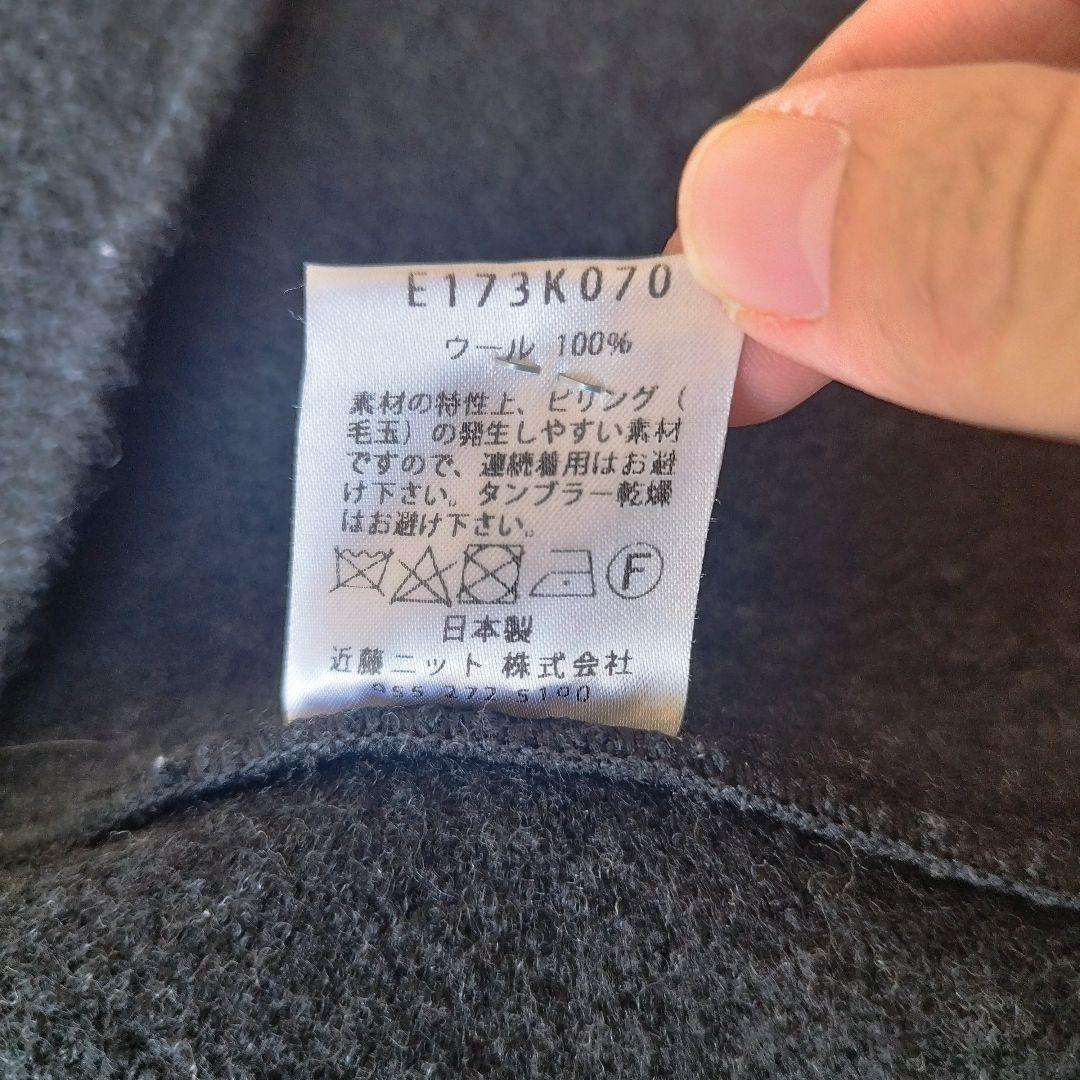 E173K070
ウール 100%
素材の特性上、ピリング（
毛玉）の発生しやすい素材
ですので、連続着用はお避
け下さい。タンブラー乾燥
はお避け下さい。
F
日本製
近藤ニット 株式会社